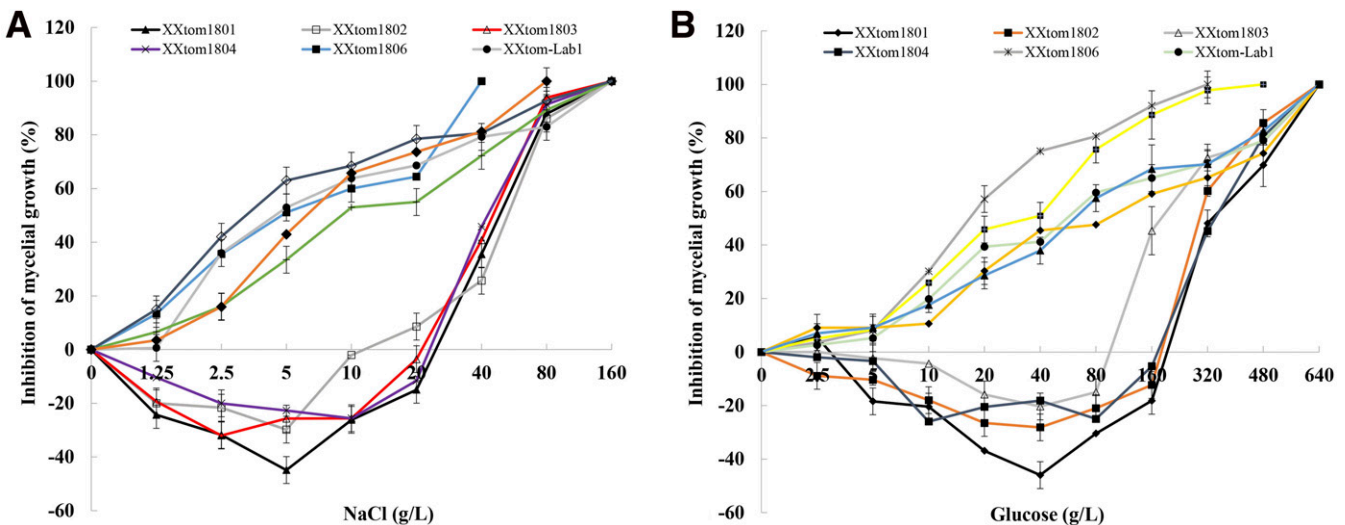 A
XXtom1801 XXtom1802 XXtom1803
XXtom1804 XXtom1806 XXtom-Lab1
Inhibition of mycelial growth (%)
120
100
80
60
40
20
0
-20
-40
-60
0 1.25 2.5 5 10 20 40 80 160
NaCl (g/L)
B
XXtom1801 XXtom1802 XXtom1803
XXtom1804 XXtom1806 XXtom-Lab1
Inhibition of mycelial growth (%)
120
100
80
60
40
20
0
-20
-40
-60
0 2.5 5 10 20 40 80 160 320 480 640
Glucose (g/L)